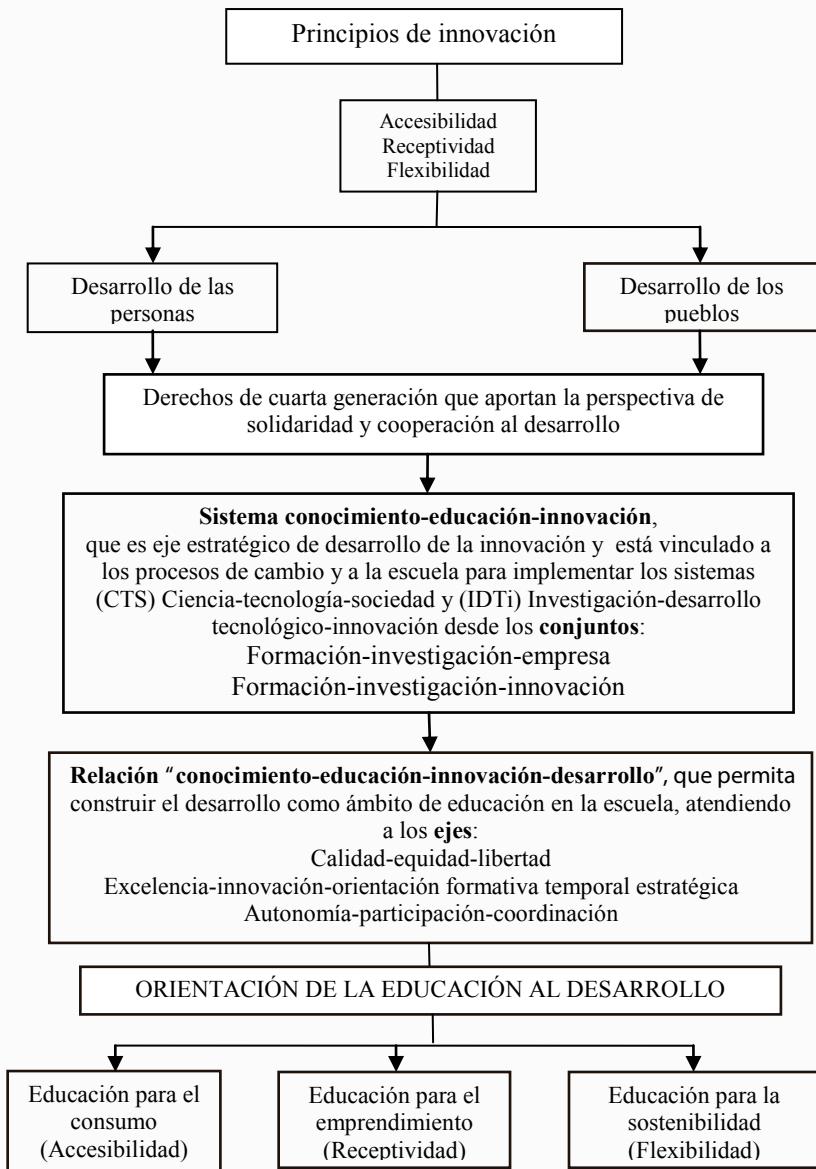 Principios de innovación
Accesibilidad
Receptividad
Flexibilidad
Desarrollo de las
personas
Desarrollo de los
pueblos
Derechos de cuarta generación que aportan la perspectiva de
solidaridad y cooperación al desarrollo
Sistema conocimiento-educación-innovación,
que es eje estratégico de desarrollo de la innovación y está vinculado a
los procesos de cambio y a la escuela para implementar los sistemas
(CTS) Ciencia-tecnología-sociedad y (IDTi) Investigación-desarrollo
tecnológico-innovación desde los conjuntos:
Formación-investigación-empresa
Formación-investigación-innovación
Relación “conocimiento-educación-innovación-desarrollo”, que permita
construir el desarrollo como ámbito de educación en la escuela, atendiendo
a los ejes:
Calidad-equidad-libertad
Excelencia-innovación-orientación formativa temporal estratégica
Autonomía-participación-coordinación
ORIENTACIÓN DE LA EDUCACIÓN AL DESARROLLO
Educación para el
consumo
(Accesibilidad)
Educación para el
emprendimiento
(Receptividad)
Educación para la
sostenibilidad
(Flexibilidad)